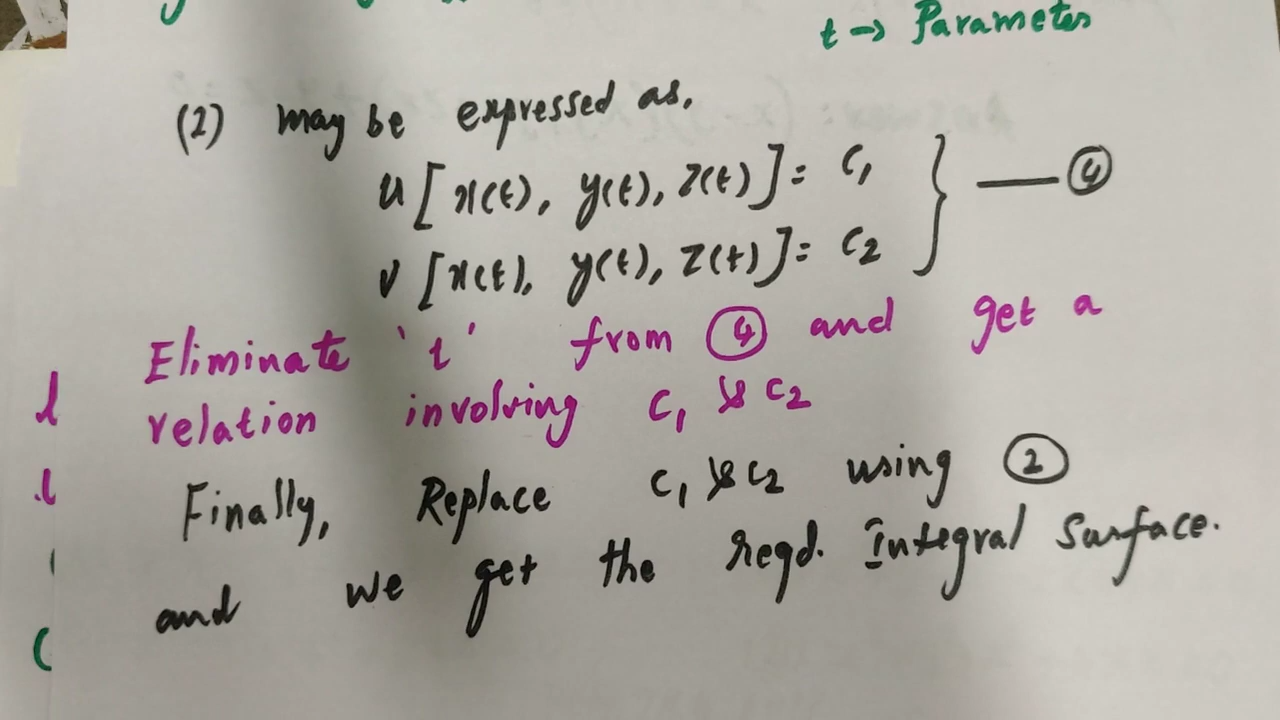 t → Parameter
(2) may be expressed as,
u [x(t), y(t), z(t)] = c₁
v [x(t), y(t), z(t)] = c₂ } — ④
Eliminate 't' from ④ and get a
relation involving c₁ & c₂
Finally, Replace c₁ & c₂ using ②
and we get the reqd. Integral Surface.